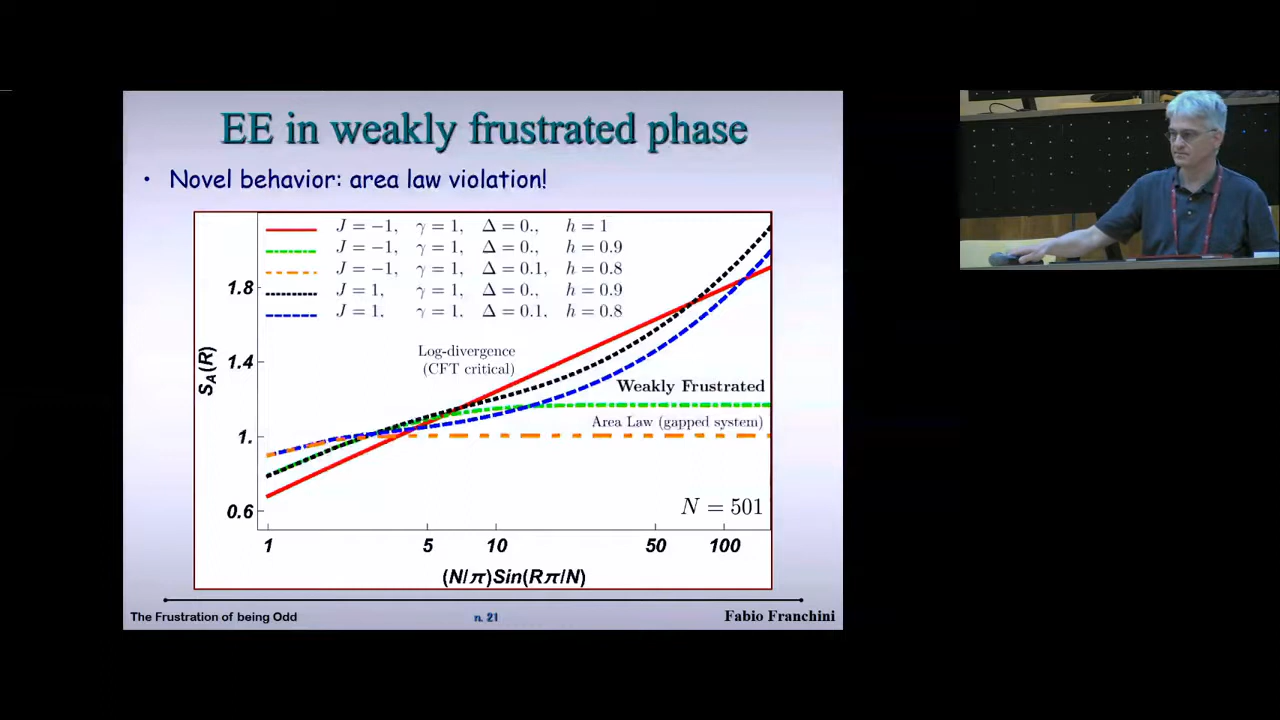 EE in weakly frustrated phase
• Novel behavior: area law violation!
J = −1, γ = 1, Δ = 0., h = 1
J = −1, γ = 1, Δ = 0., h = 0.9
J = −1, γ = 1, Δ = 0.1, h = 0.8
J = 1, γ = 1, Δ = 0., h = 0.9
J = 1, γ = 1, Δ = 0.1, h = 0.8
1.8
1.4
1.
0.6
S_A(R)
Log-divergence
(CFT critical)
Weakly Frustrated
Area Law (gapped system)
N = 501
1 5 10 50 100
(N/π)Sin(Rπ/N)
The Frustration of being Odd n. 21 Fabio Franchini